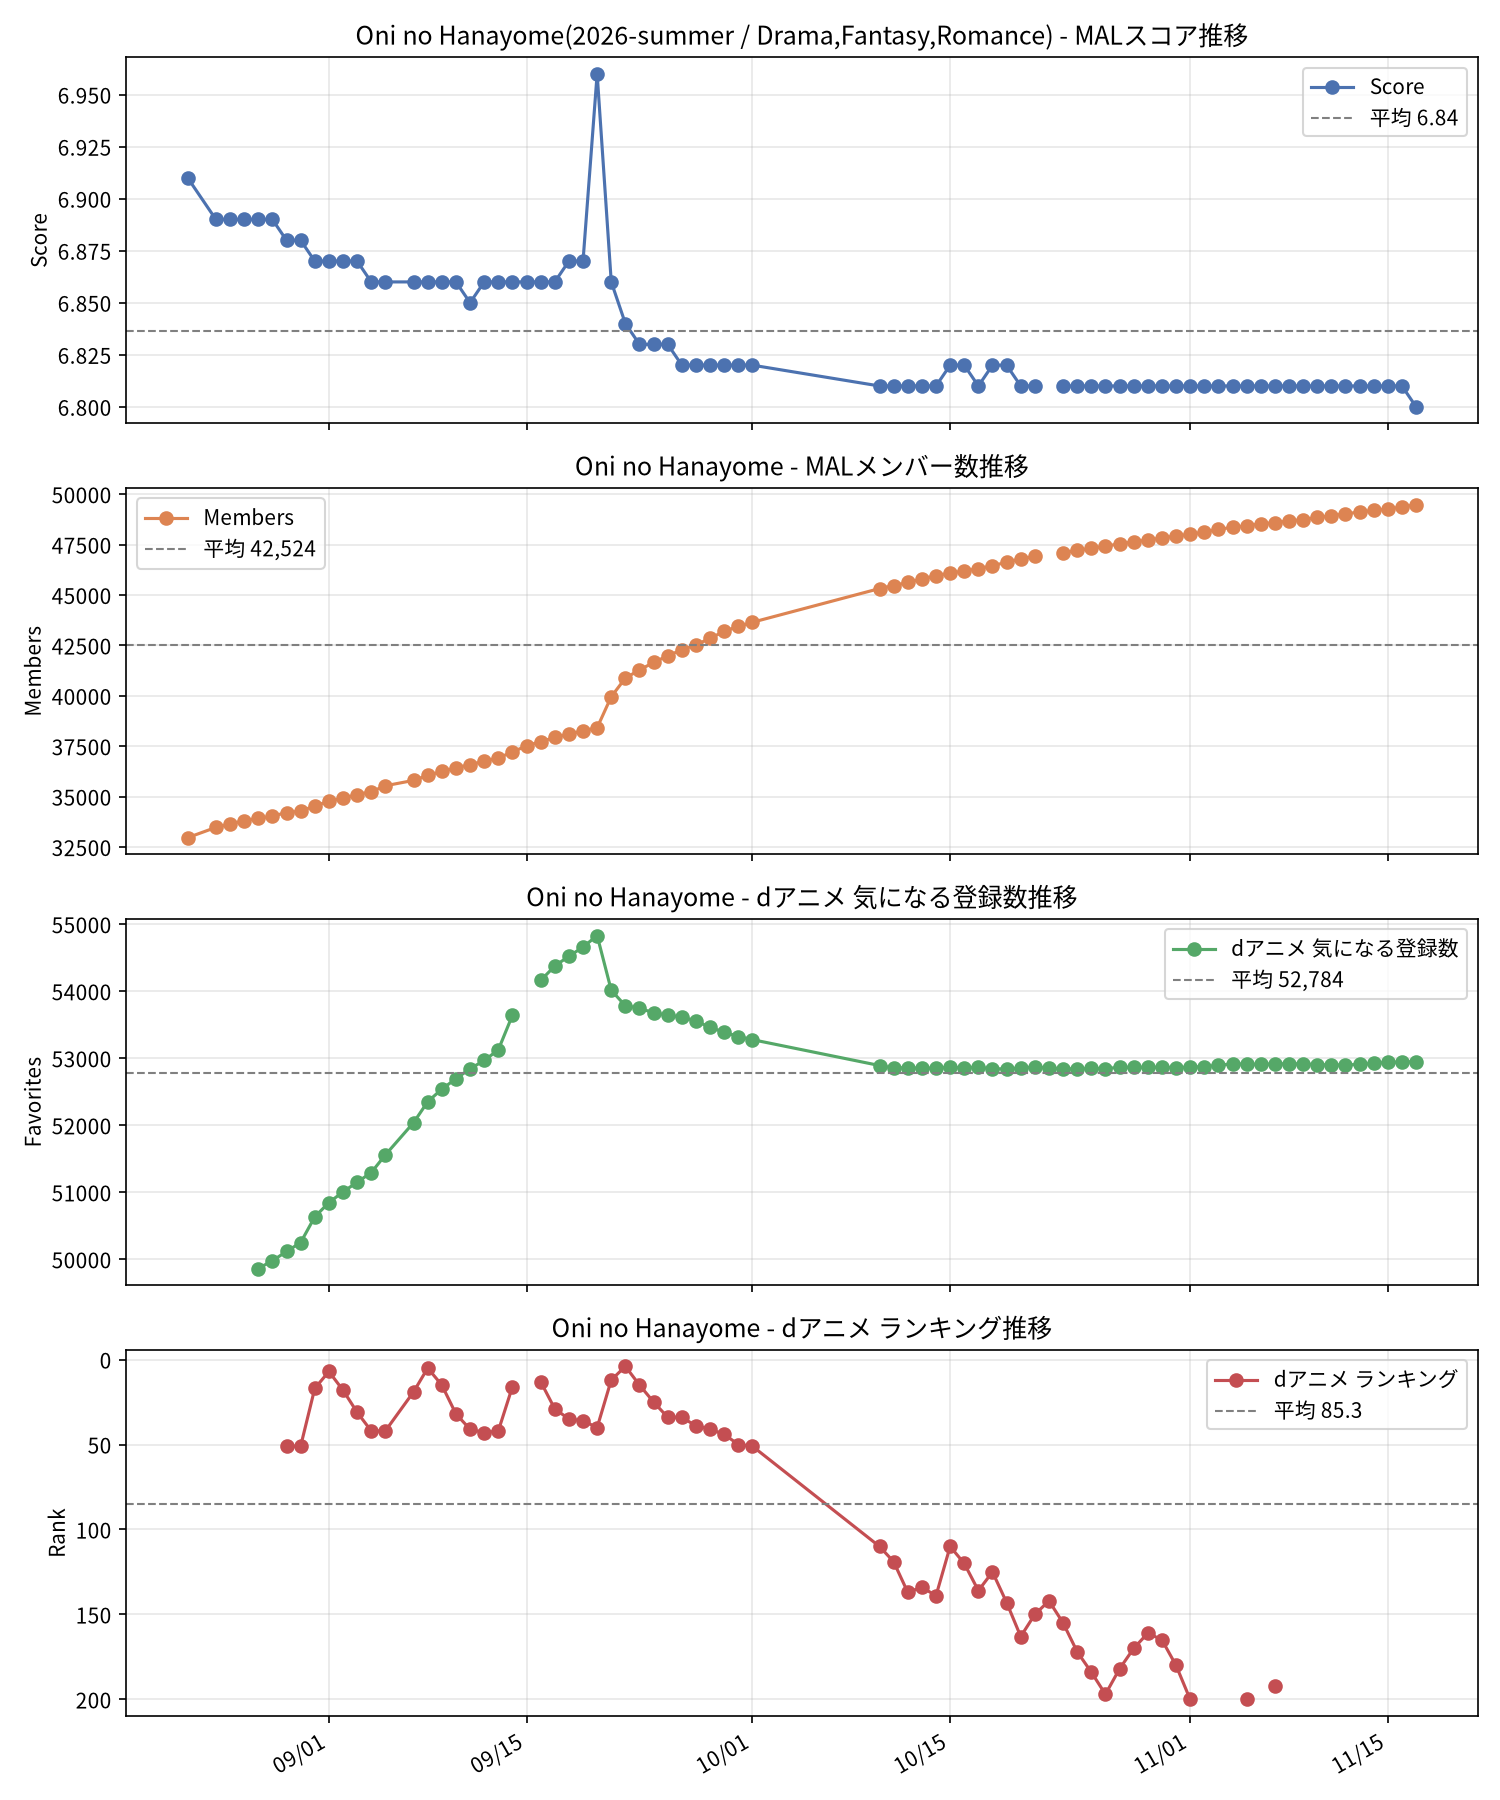 Oni no Hanayome(2026-summer / Drama,Fantasy,Romance) - MALスコア推移
Score
平均 6.84
6.950
6.925
6.900
6.875
6.850
6.825
6.800
Score
Oni no Hanayome - MALメンバー数推移
Members
平均 42,524
50000
47500
45000
42500
40000
37500
35000
32500
Members
Oni no Hanayome - dアニメ 気になる登録数推移
dアニメ 気になる登録数
平均 52,784
55000
54000
53000
52000
51000
50000
Favorites
Oni no Hanayome - dアニメ ランキング推移
dアニメ ランキング
平均 85.3
0
50
100
150
200
Rank
09/01
09/15
10/01
10/15
11/01
11/15